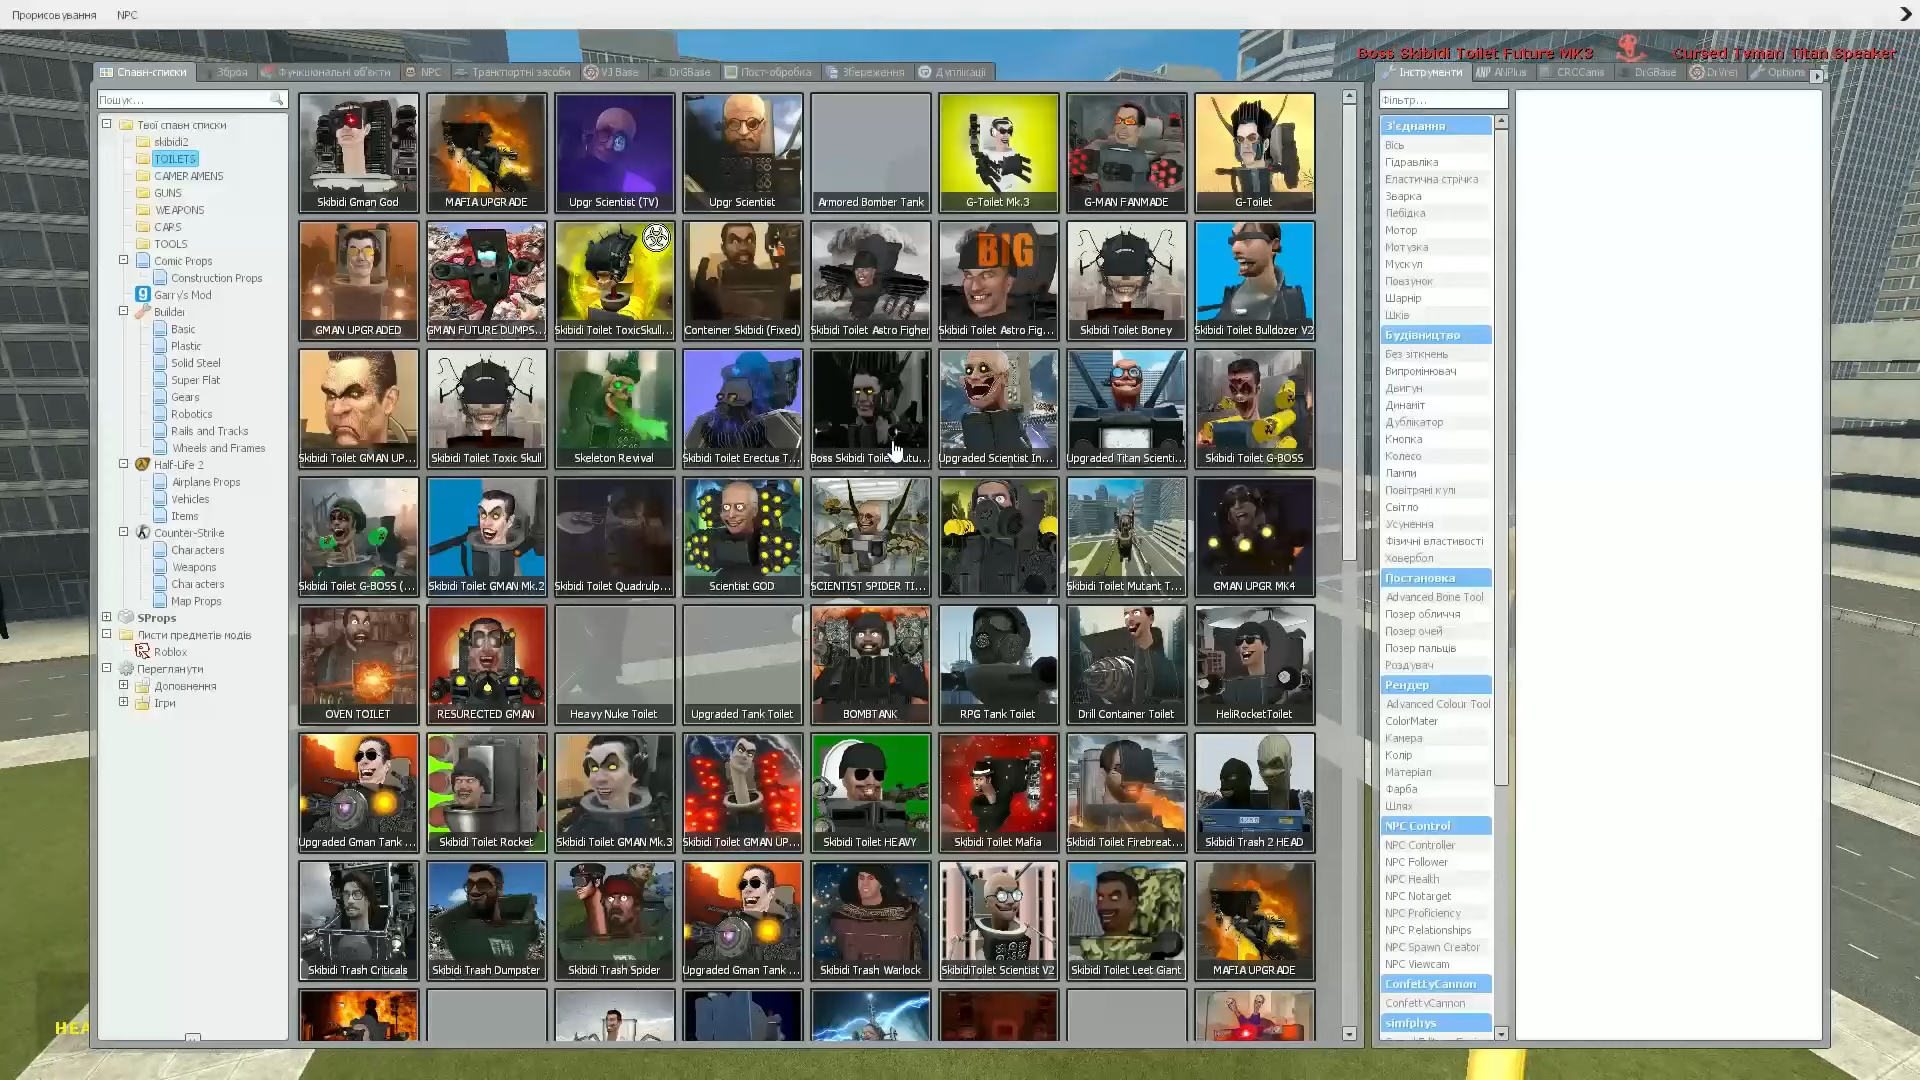 Прорисовування NPC
Boss Skibidi Toilet Future MK3 Cursed Tvman Titan Speaker
Спавн-списки Зброя Функціональні об'єкти NPC Транспортні засоби VJ Base DrGBase Пост-обробка Збереження Дуплікації
Інструменти ANPlus CRCCams DrGBase DrVrej Options
Пошук...
Твої спавн списки
skibidi2
TOILETS
CAMERAMENS
GUNS
WEAPONS
CARS
TOOLS
Comic Props
Construction Props
Garry's Mod
Builder
Basic
Plastic
Solid Steel
Super Flat
Gears
Robotics
Rails and Tracks
Wheels and Frames
Half-Life 2
Airplane Props
Vehicles
Items
Counter-Strike
Characters
Weapons
Characters
Map Props
SProps
Листи предметів модів
Roblox
Переглянути
Доповнення
Ігри
Skibidi Gman God MAFIA UPGRADE Upgr Scientist (TV) Upgr Scientist Armored Bomber Tank G-Toilet Mk.3 G-MAN FANMADE G-Toilet
BIG
GMAN UPGRADED GMAN FUTURE DUMPS... Skibidi Toilet ToxicSkull... Conteiner Skibidi (Fixed) Skibidi Toilet Astro Figher Skibidi Toilet Astro Fig... Skibidi Toilet Boney Skibidi Toilet Bulldozer V2
Skibidi Toilet GMAN UP... Skibidi Toilet Toxic Skull Skeleton Revival Skibidi Toilet Erectus T... Boss Skibidi Toilet Futu... Upgraded Scientist In... Upgraded Titan Scienti... Skibidi Toilet G-BOSS
Skibidi Toilet G-BOSS (... Skibidi Toilet GMAN Mk.2 Skibidi Toilet Quadrulp... Scientist GOD SCIENTIST SPIDER TI... Skibidi Toilet Mutant T... GMAN UPGR MK4
OVEN TOILET RESURECTED GMAN Heavy Nuke Toilet Upgraded Tank Toilet BOMBTANK RPG Tank Toilet Drill Container Toilet HeliRocketToilet
Upgraded Gman Tank ... Skibidi Toilet Rocket Skibidi Toilet GMAN Mk.3 Skibidi Toilet GMAN UP... Skibidi Toilet HEAVY Skibidi Toilet Mafia Skibidi Toilet Firebreat... Skibidi Trash 2 HEAD
Skibidi Trash Criticals Skibidi Trash Dumpster Skibidi Trash Spider Upgraded Gman Tank ... Skibidi Trash Warlock SkibidiToilet Scientist V2 Skibidi Toilet Leet Giant MAFIA UPGRADE
HEA
Фільтр...
З'єднання
Вісь
Гідравліка
Еластична стрічка
Зварка
Лебідка
Мотор
Мотузка
Мускул
Повзунок
Шарнір
Шків
Будівництво
Без зіткнень
Випромінювач
Двигун
Динаміт
Дублікатор
Кнопка
Колесо
Лампи
Повітряні кулі
Світло
Усунення
Фізичні властивості
Ховербол
Постановка
Advanced Bone Tool
Позер обличчя
Позер очей
Позер пальців
Роздувач
Рендер
Advanced Colour Tool
ColorMater
Камера
Колір
Матеріал
Фарба
Шлях
NPC Control
NPC Controller
NPC Follower
NPC Health
NPC Notarget
NPC Proficiency
NPC Relationships
NPC Spawn Creator
NPC Viewcam
ConfettyCannon
ConfettyCannon
simfphys